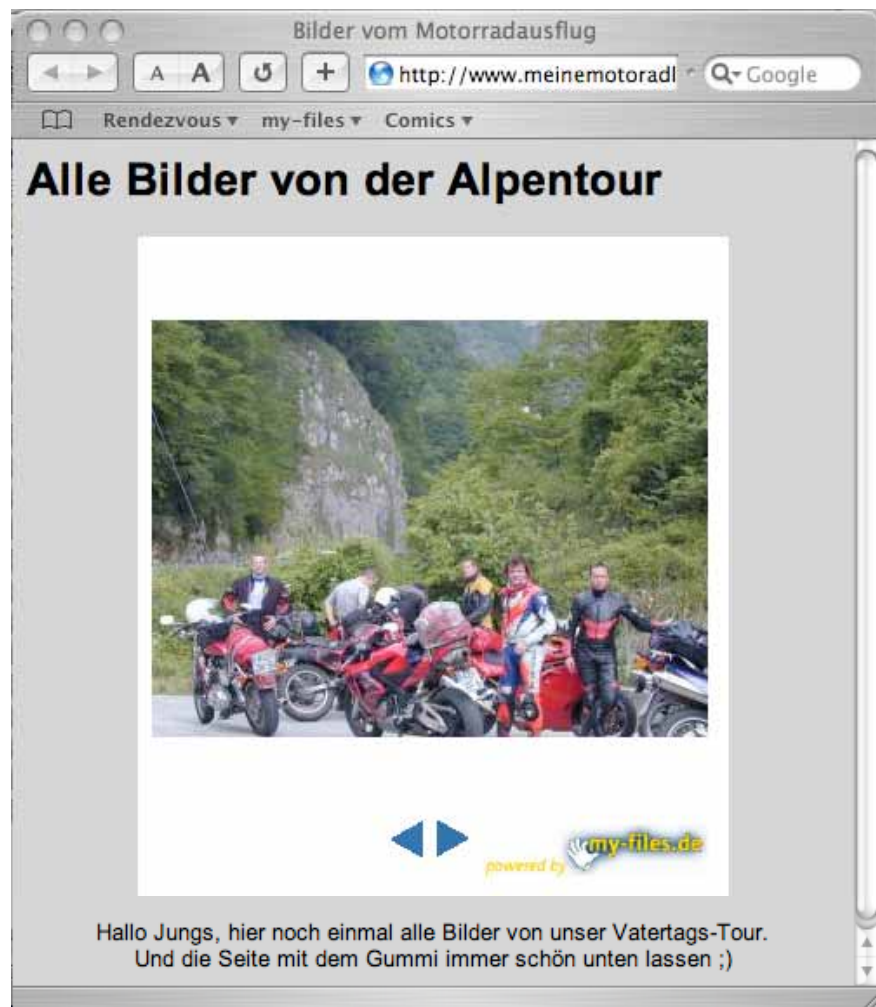 Bilder vom Motorradausflug
A A + http://www.meinemotoradl Google
Rendezvous my-files Comics
Alle Bilder von der Alpentour
my-files.de
powered by
Hallo Jungs, hier noch einmal alle Bilder von unser Vatertags-Tour.
Und die Seite mit dem Gummi immer schön unten lassen ;)